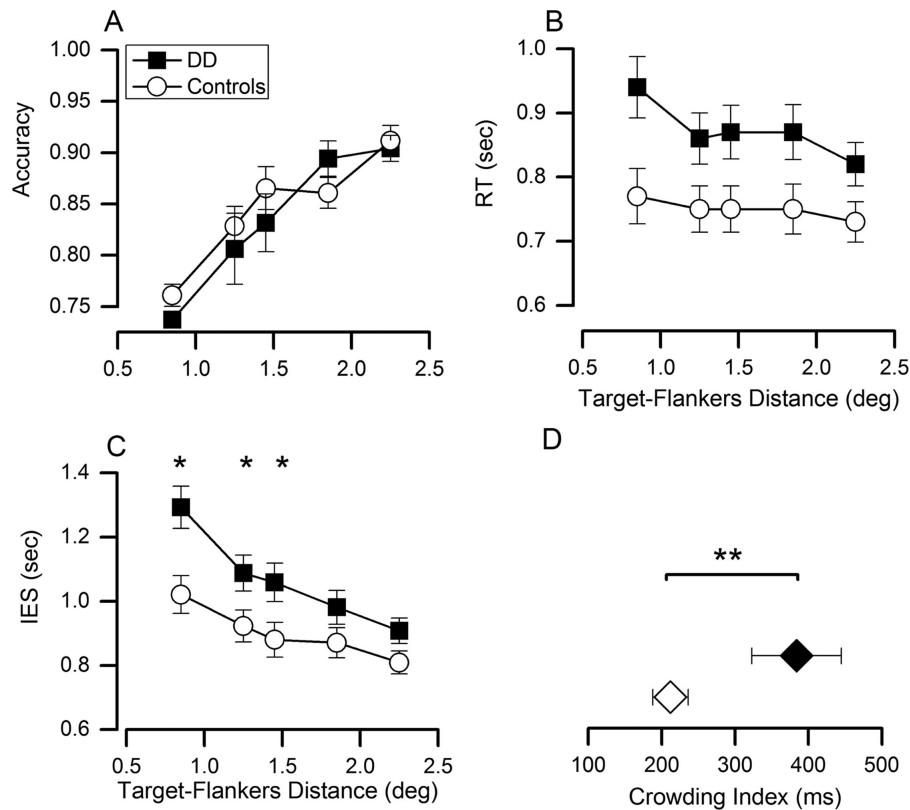 A
DD
Controls
1.00
0.95
0.90
0.85
0.80
0.75
Accuracy
0.5 1.0 1.5 2.0 2.5
B
1.0
0.9
0.8
0.7
0.6
RT (sec)
0.5 1.0 1.5 2.0 2.5
Target-Flankers Distance (deg)
C
* * *
1.4
1.2
1.0
0.8
0.6
IES (sec)
0.5 1.0 1.5 2.0 2.5
Target-Flankers Distance (deg)
D
**
100 200 300 400 500
Crowding Index (ms)